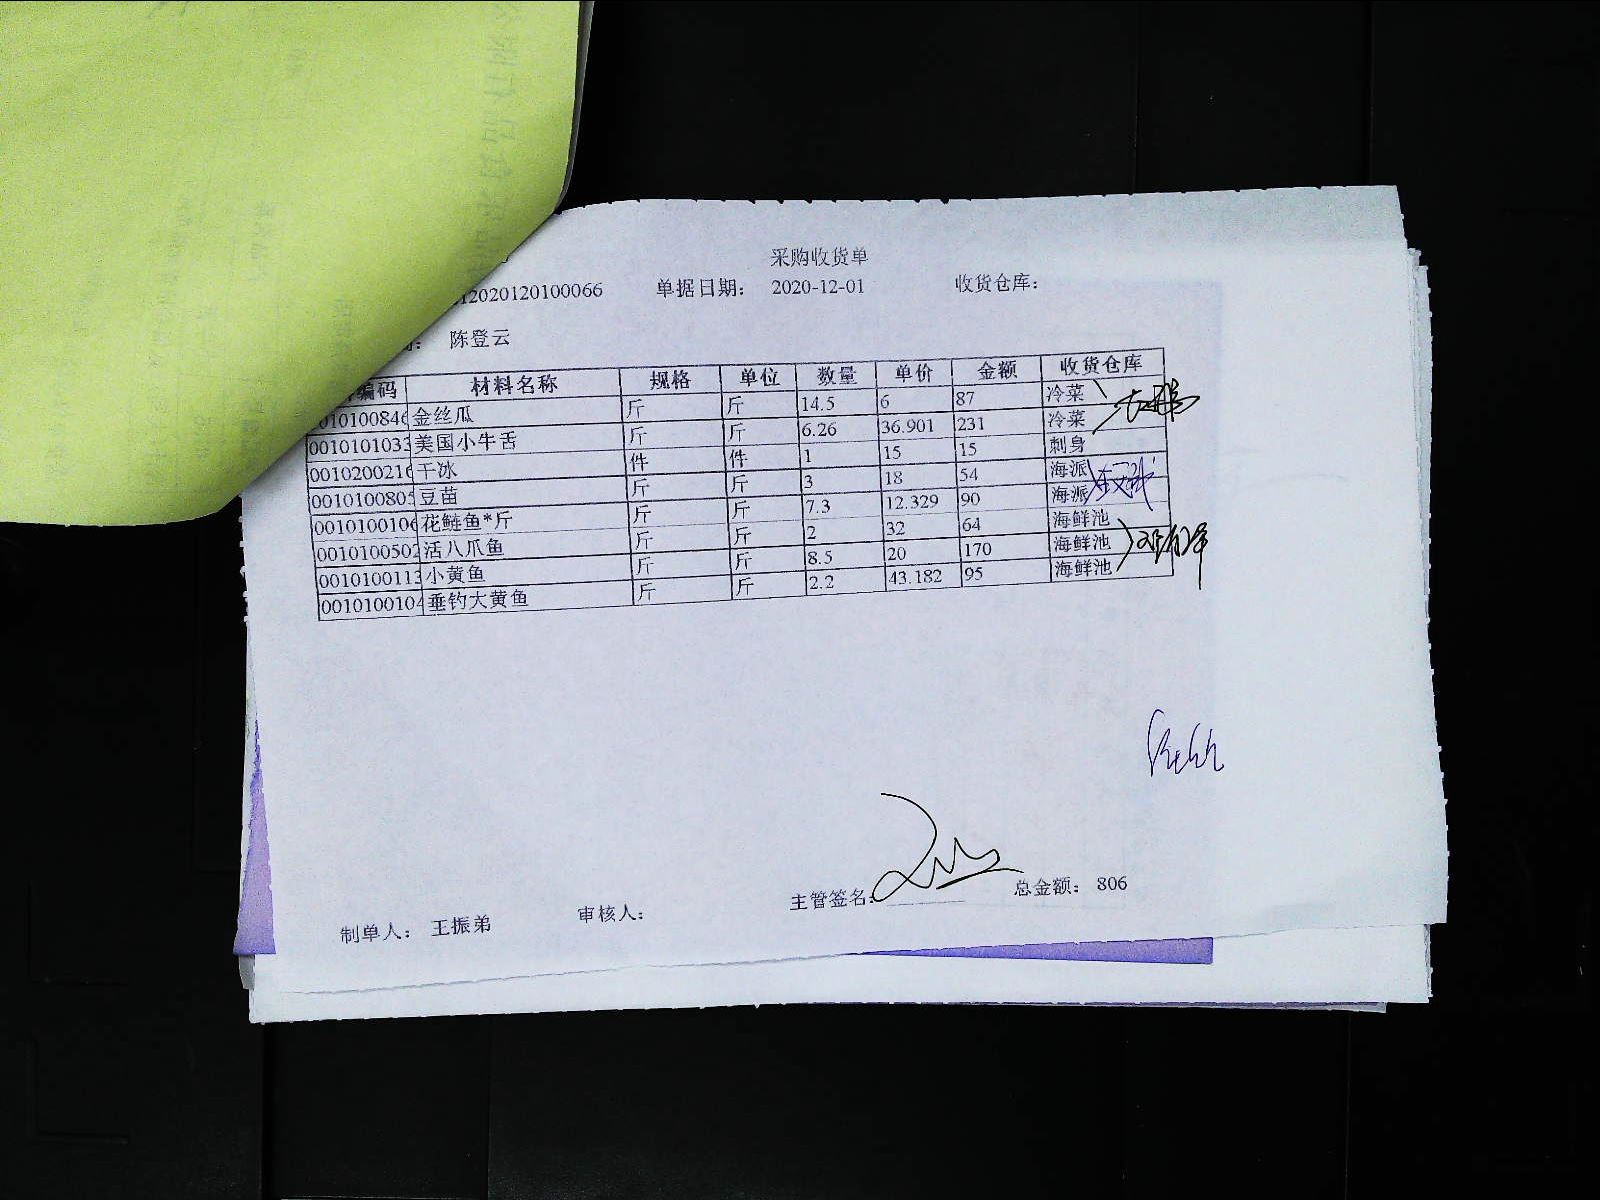 采购收货单
12020120100066 单据日期： 2020-12-01 收货仓库：
陈登云
编码 材料名称 规格 单位 数量 单价 金额 收货仓库
010100846 金丝瓜 斤 斤 14.5 6 87 冷菜
0010101033 美国小牛舌 斤 斤 6.26 36.901 231 冷菜
0010200216 干冰 件 件 1 15 15 刺身
0010100805 豆苗 斤 斤 3 18 54 海派
0010100106 花鲢鱼*斤 斤 斤 7.3 12.329 90 海派
0010100502 活八爪鱼 斤 斤 2 32 64 海鲜池
0010100113 小黄鱼 斤 斤 8.5 20 170 海鲜池
0010100104 垂钓大黄鱼 斤 斤 2.2 43.182 95 海鲜池
制单人： 王振弟 审核人： 主管签名： 总金额： 806